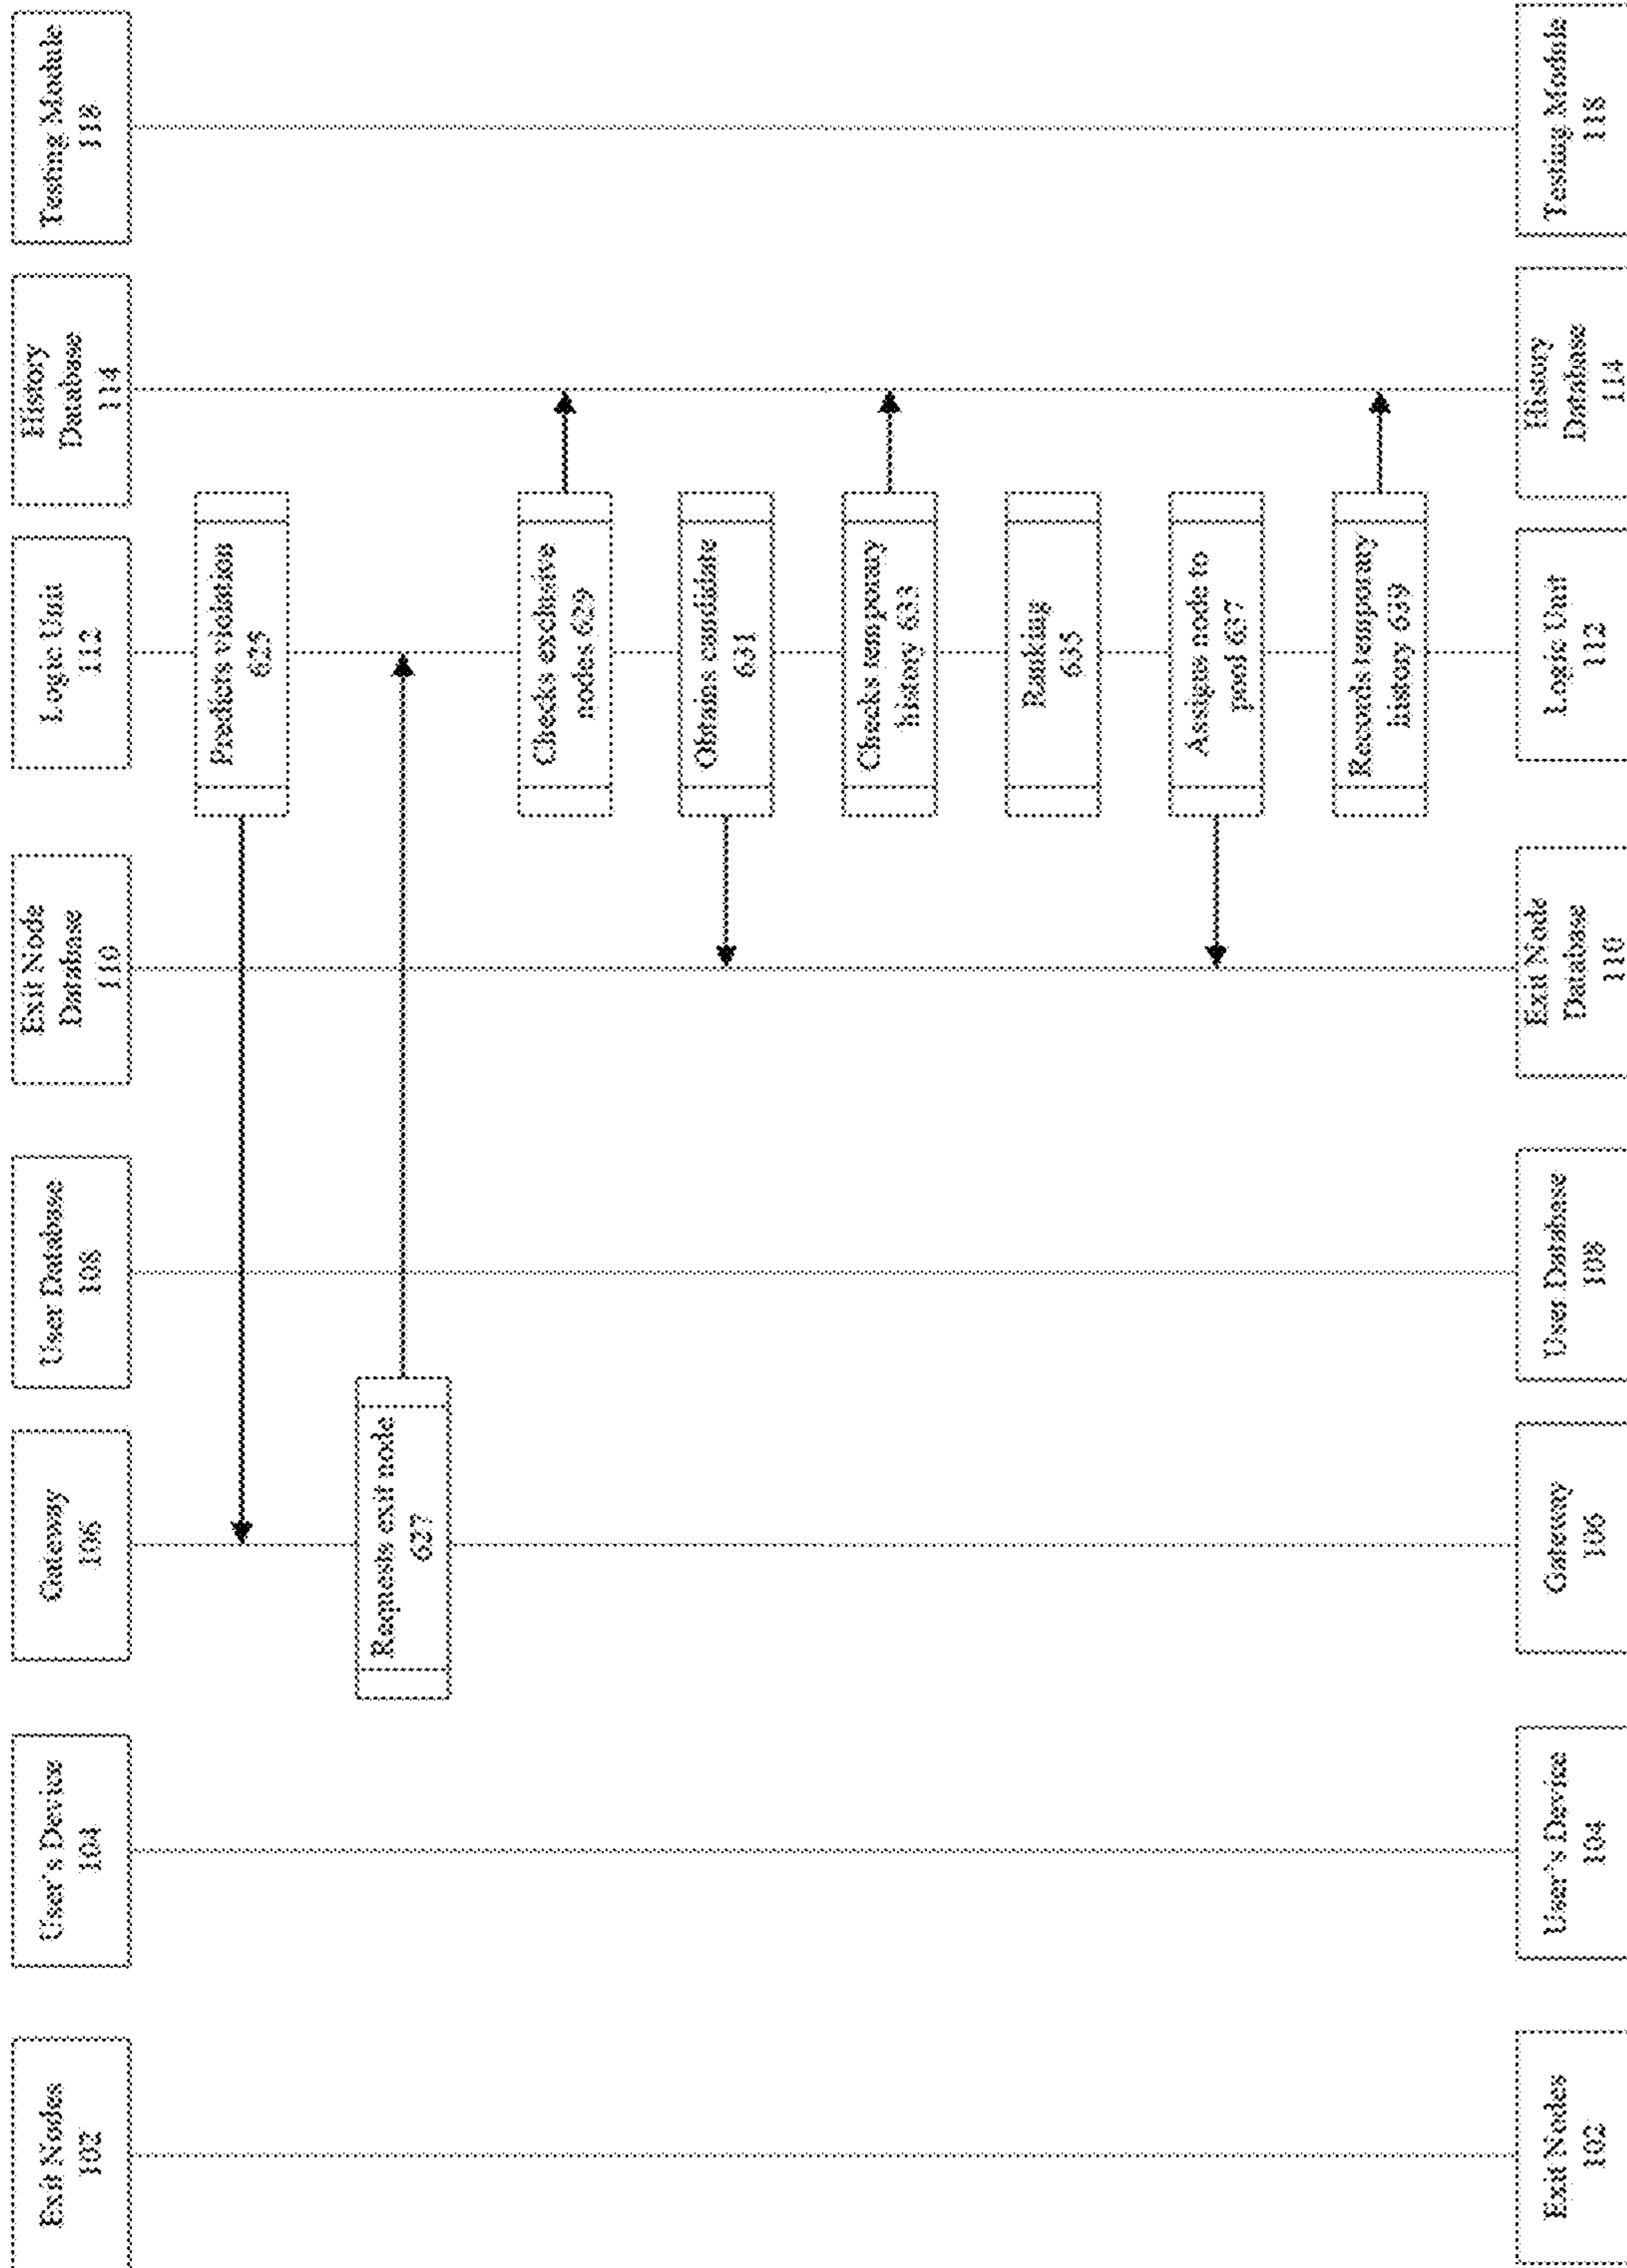 Exit Nodes
102
User's Device
104
Gateway
106
User Database
108
Exit Node
Database
110
Logic Unit
112
History
Database
114
Testing Module
118
Predicts violation
625
Requests exit node
627
Checks exclusive
nodes 629
Obtains candidate
631
Checks temporary
history 633
Ranking
635
Assigns node to
pool 637
Records temporary
history 639
Exit Nodes
102
User's Device
104
Gateway
106
User Database
108
Exit Node
Database
110
Logic Unit
112
History
Database
114
Testing Module
118